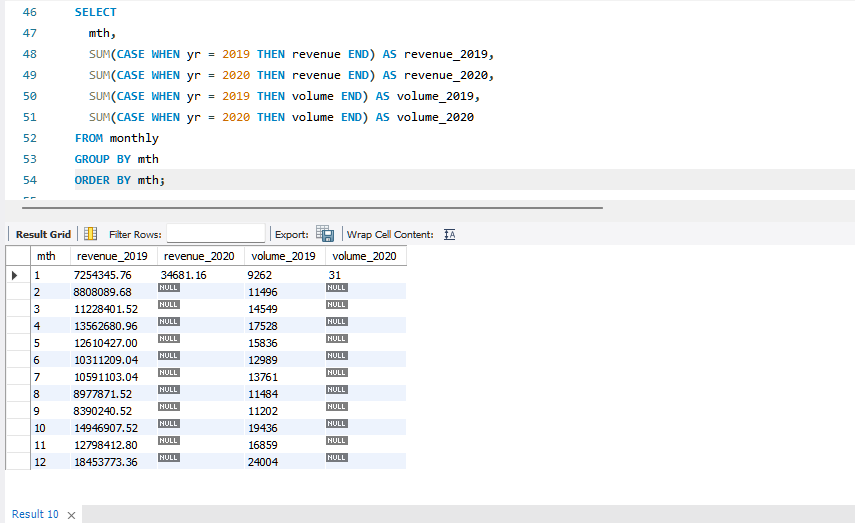 46 SELECT
47 mth,
48 SUM(CASE WHEN yr = 2019 THEN revenue END) AS revenue_2019,
49 SUM(CASE WHEN yr = 2020 THEN revenue END) AS revenue_2020,
50 SUM(CASE WHEN yr = 2019 THEN volume END) AS volume_2019,
51 SUM(CASE WHEN yr = 2020 THEN volume END) AS volume_2020
52 FROM monthly
53 GROUP BY mth
54 ORDER BY mth;
Result Grid Filter Rows: Export: Wrap Cell Content:
mth revenue_2019 revenue_2020 volume_2019 volume_2020
1 7254345.76 34681.16 9262 31
2 8808089.68 NULL 11496 NULL
3 11228401.52 NULL 14549 NULL
4 13562680.96 NULL 17528 NULL
5 12610427.00 NULL 15836 NULL
6 10311209.04 NULL 12989 NULL
7 10591103.04 NULL 13761 NULL
8 8977871.52 NULL 11484 NULL
9 8390240.52 NULL 11202 NULL
10 14946907.52 NULL 19436 NULL
11 12798412.80 NULL 16859 NULL
12 18453773.36 NULL 24004 NULL
Result 10